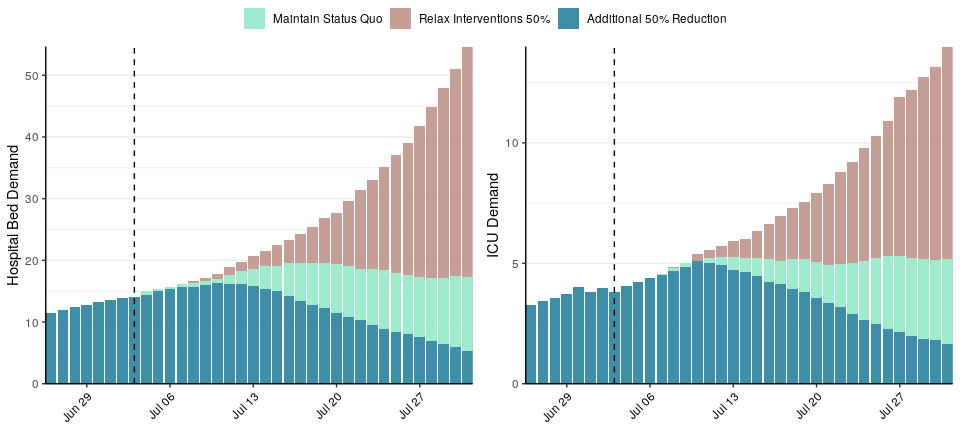 Maintain Status Quo Relax Interventions 50% Additional 50% Reduction
Hospital Bed Demand
50
40
30
20
10
0
Jun 29 Jul 06 Jul 13 Jul 20 Jul 27
ICU Demand
10
5
0
Jun 29 Jul 06 Jul 13 Jul 20 Jul 27